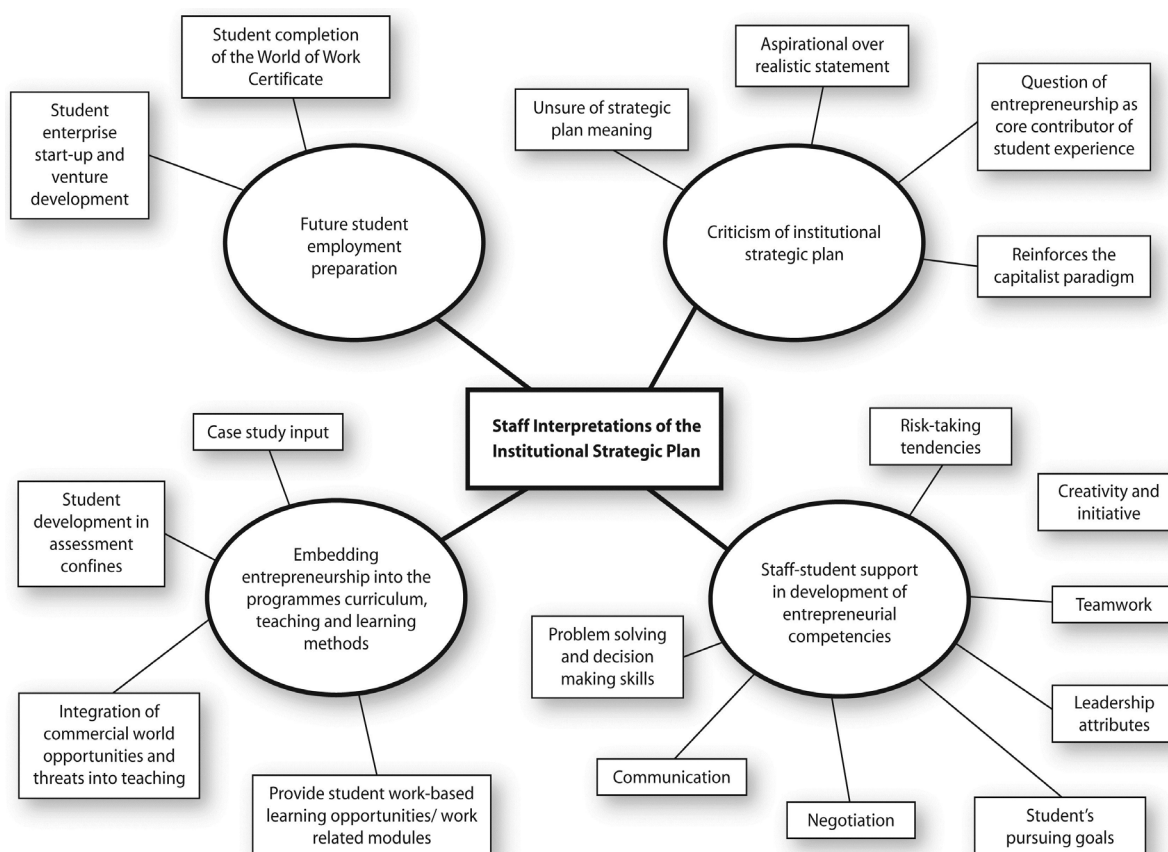 Student completion
of the World of Work
Certificate
Student
enterprise
start-up and
venture
development
Future student
employment
preparation
Aspirational over
realistic statement
Unsure of strategic
plan meaning
Question of
entrepreneurship as
core contributor of
student experience
Criticism of institutional
strategic plan
Reinforces the
capitalist paradigm
Staff Interpretations of the
Institutional Strategic Plan
Case study input
Student
development in
assessment
confines
Embedding
entrepreneurship into the
programmes curriculum,
teaching and learning
methods
Integration of
commercial world
opportunities and
threats into teaching
Provide student work-based
learning opportunities/ work
related modules
Risk-taking
tendencies
Creativity and
initiative
Staff-student support
in development of
entrepreneurial
competencies
Teamwork
Problem solving
and decision
making skills
Leadership
attributes
Communication
Negotiation
Student's
pursuing goals